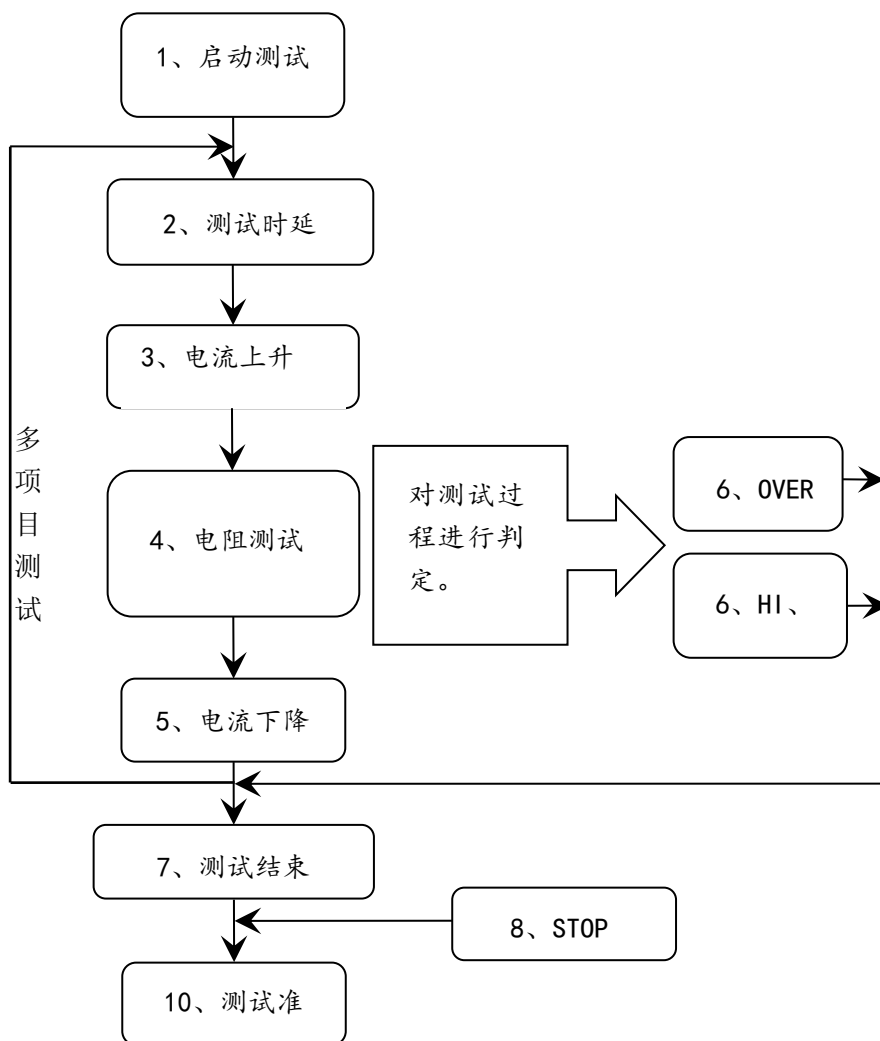 1、启动测试
2、测试时延
3、电流上升
多
项
目
测
试
4、电阻测试
对测试过
程进行判
定。
6、OVER
6、HI、
5、电流下降
7、测试结束
8、STOP
10、测试准